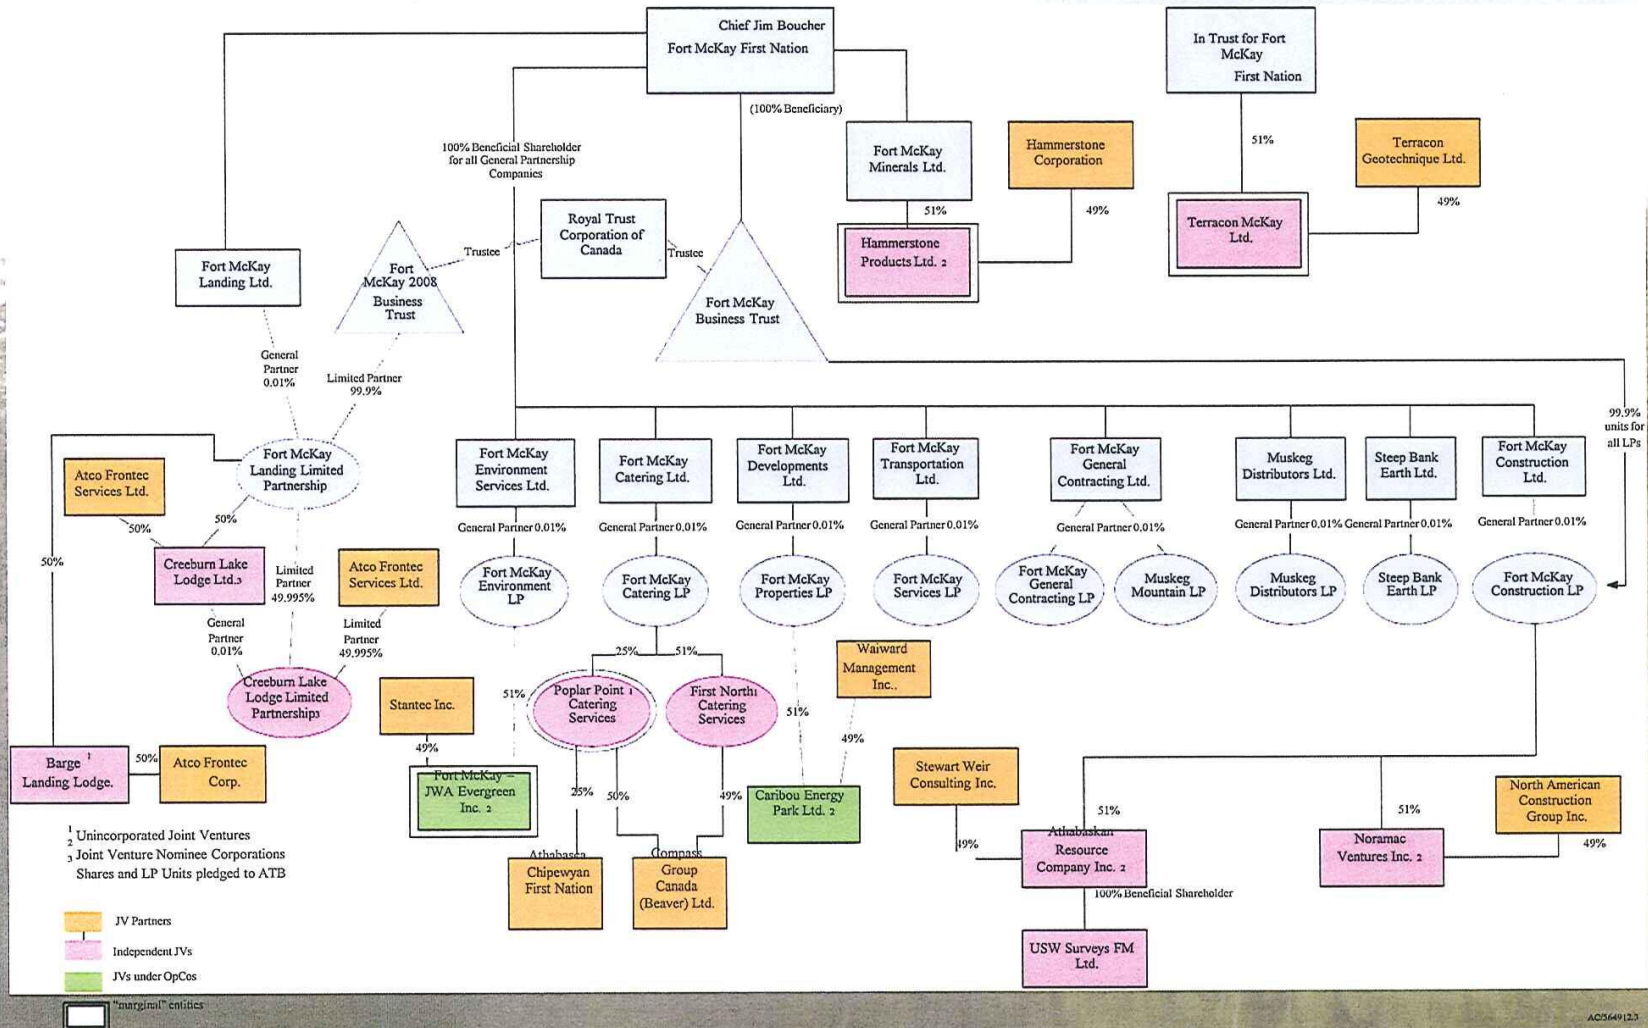 Chief Jim Boucher
Fort McKay First Nation
In Trust for Fort
McKay
First Nation
(100% Beneficiary)
100% Beneficial Shareholder
for all General Partnership
Companies
Fort McKay
Minerals Ltd.
Hammerstone
Corporation
51%
Terracon
Geotechnique Ltd.
51%
49%
49%
Royal Trust
Corporation of
Canada
Trustee
Trustee
Hammerstone
Products Ltd. 2
Terracon McKay
Ltd.
Fort McKay
Landing Ltd.
Fort
McKay 2008
Business
Trust
Fort McKay
Business Trust
General
Partner
0.01%
Limited Partner
99.9%
99.9%
units for
all LPs
Fort McKay
Landing Limited
Partnership
Fort McKay
Environment
Services Ltd.
Fort McKay
Catering Ltd.
Fort McKay
Developments
Ltd.
Fort McKay
Transportation
Ltd.
Fort McKay
General
Contracting Ltd.
Muskeg
Distributors Ltd.
Steep Bank
Earth Ltd.
Fort McKay
Construction
Ltd.
Atco Frontec
Services Ltd.
50%
50%
General Partner 0.01%
General Partner 0.01%
General Partner 0.01%
General Partner 0.01%
General Partner 0.01%
General Partner 0.01%
General Partner 0.01%
General Partner 0.01%
50%
Creeburn Lake
Lodge Ltd.3
Limited
Partner
49.995%
Atco Frontec
Services Ltd.
Fort McKay
Environment
LP
Fort McKay
Catering LP
Fort McKay
Properties LP
Fort McKay
Services LP
Fort McKay
General
Contracting LP
Muskeg
Mountain LP
Muskeg
Distributors LP
Steep Bank
Earth LP
Fort McKay
Construction LP
General
Partner
0.01%
Limited
Partner
49.995%
25%
51%
Waiward
Management
Inc.,
Creeburn Lake
Lodge Limited
Partnership3
Stantec Inc.
51%
Poplar Point 1
Catering
Services
First North1
Catering
Services
51%
49%
49%
Barge 1
Landing Lodge.
50%
Atco Frontec
Corp.
Fort McKay –
JWA Evergreen
Inc. 2
25%
50%
49%
Caribou Energy
Park Ltd. 2
Stewart Weir
Consulting Inc.
North American
Construction
Group Inc.
51%
51%
49%
49%
Athabaskan
Resource
Company Inc. 2
Noramac
Ventures Inc. 2
1 Unincorporated Joint Ventures
2
3 Joint Venture Nominee Corporations
Shares and LP Units pledged to ATB
Athabasca
Chipewyan
First Nation
Compass
Group
Canada
(Beaver) Ltd.
100% Beneficial Shareholder
USW Surveys FM
Ltd.
JV Partners
Independent JVs
JVs under OpCos
"marginal" entities
AC/564912.3